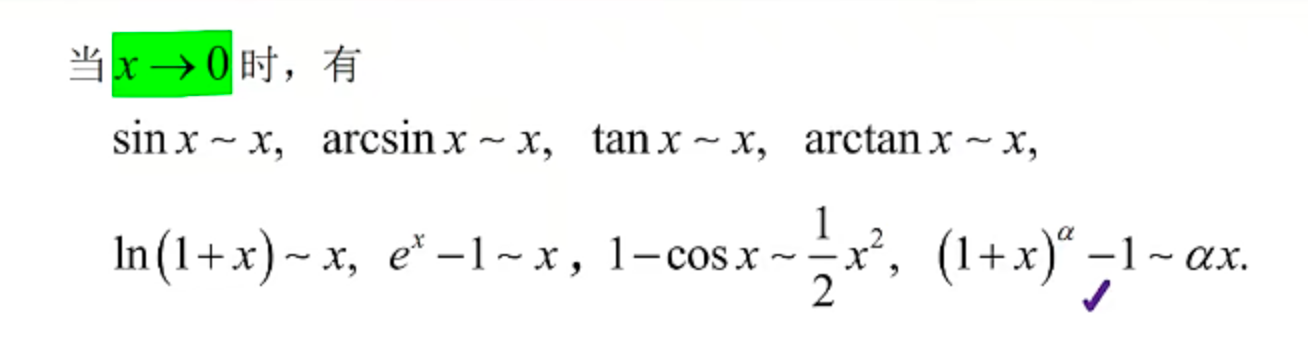 当 x → 0 时，有
sin x ~ x, arcsin x ~ x, tan x ~ x, arctan x ~ x,
ln(1+x) ~ x, eˣ −1 ~ x， 1−cos x ~ 1/2 x², (1+x)^α −1 ~ αx.